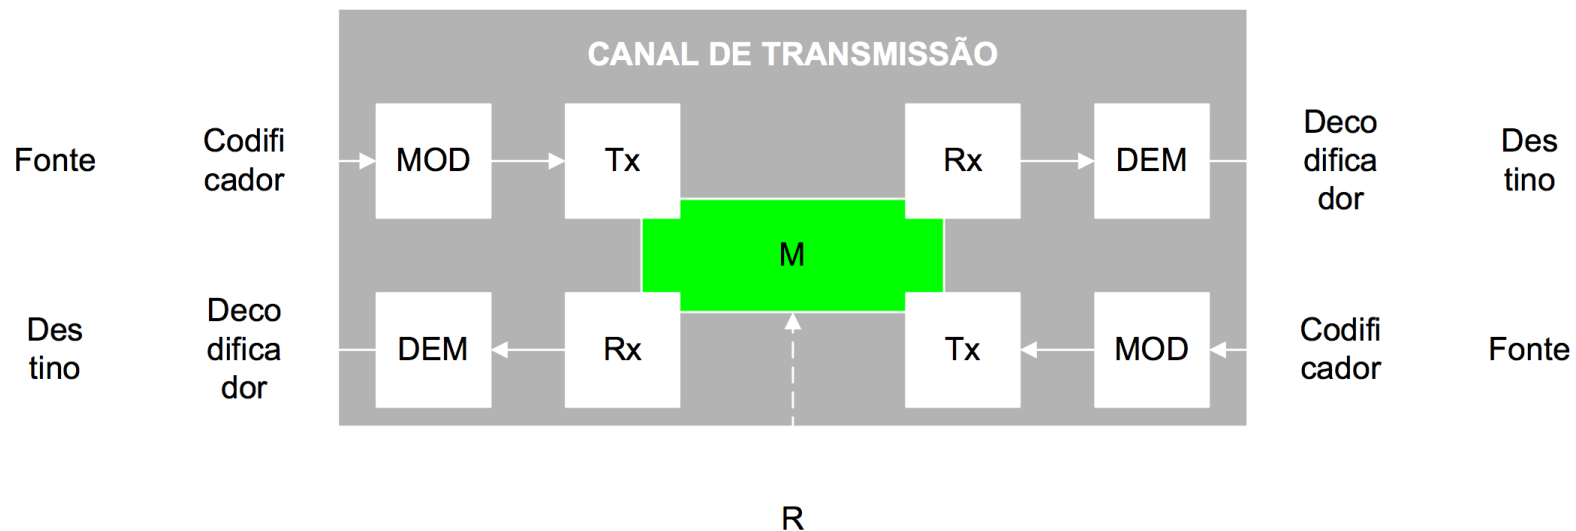 CANAL DE TRANSMISSÃO
Fonte
Codifi
cador
MOD
Tx
Rx
DEM
Deco
difica
dor
Des
tino
M
Des
tino
Deco
difica
dor
DEM
Rx
Tx
MOD
Codifi
cador
Fonte
R